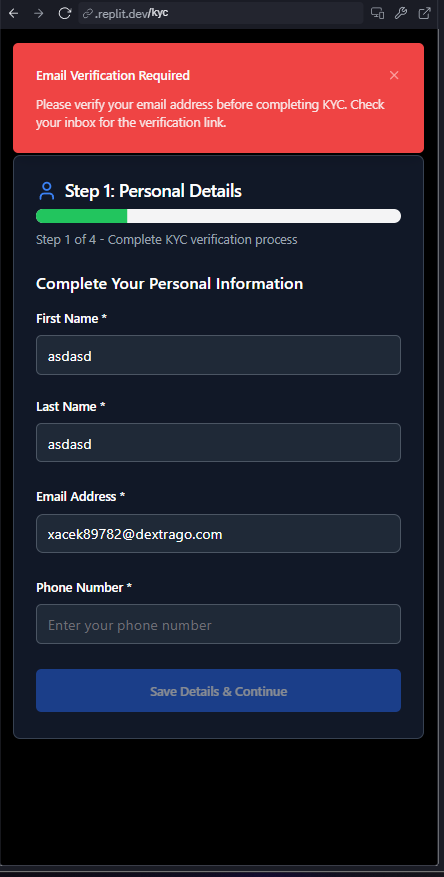 .replit.dev/kyc
Email Verification Required
Please verify your email address before completing KYC. Check
your inbox for the verification link.
Step 1: Personal Details
Step 1 of 4 - Complete KYC verification process
Complete Your Personal Information
First Name *
asdasd
Last Name *
asdasd
Email Address *
xacek89782@dextrago.com
Phone Number *
Enter your phone number
Save Details & Continue